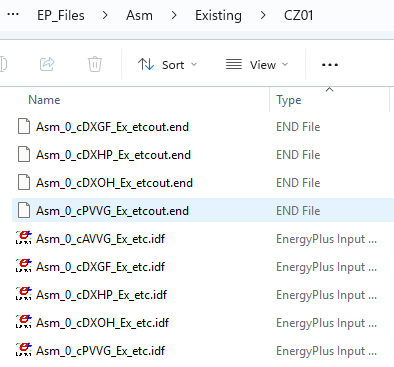 ... EP_Files > Asm > Existing > CZ01
Sort View ...
Name Type
Asm_0_cDXGF_Ex_etcout.end END File
Asm_0_cDXHP_Ex_etcout.end END File
Asm_0_cDXOH_Ex_etcout.end END File
Asm_0_cPVVG_Ex_etcout.end END File
Asm_0_cAVVG_Ex_etc.idf EnergyPlus Input ...
Asm_0_cDXGF_Ex_etc.idf EnergyPlus Input ...
Asm_0_cDXHP_Ex_etc.idf EnergyPlus Input ...
Asm_0_cDXOH_Ex_etc.idf EnergyPlus Input ...
Asm_0_cPVVG_Ex_etc.idf EnergyPlus Input ...